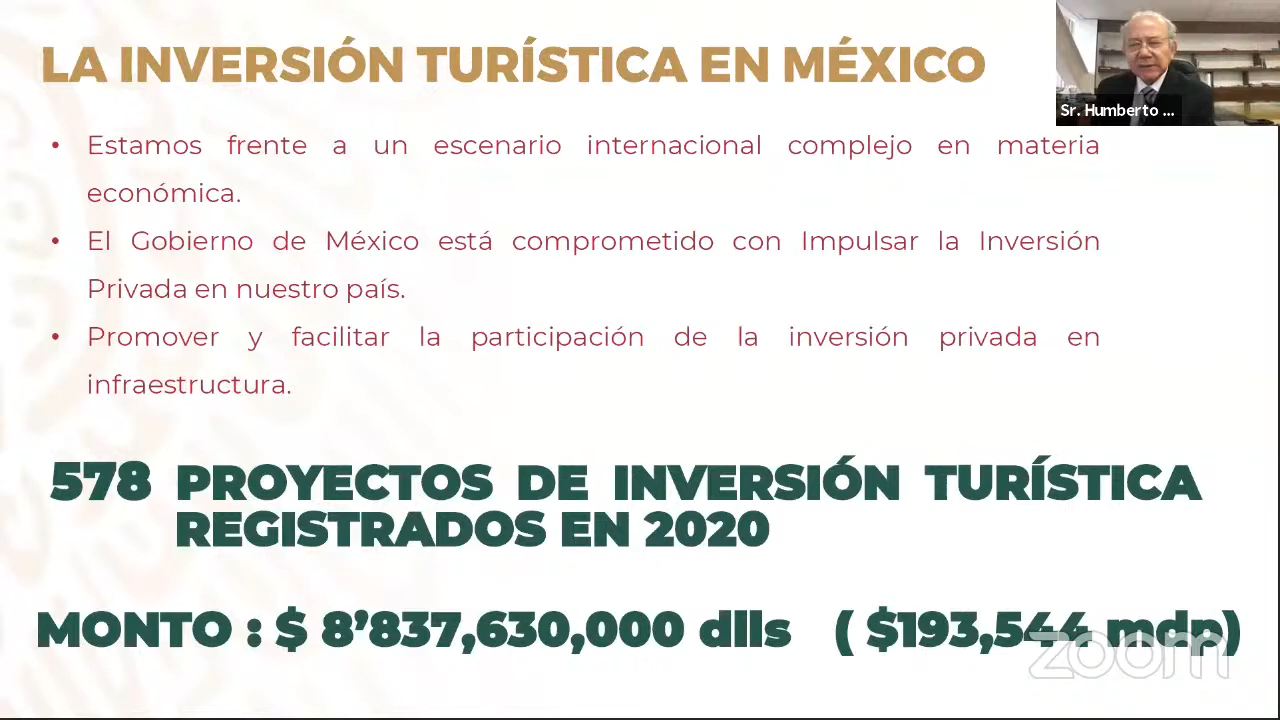 LA INVERSIÓN TURÍSTICA EN MÉXICO
Sr. Humberto ...
• Estamos frente a un escenario internacional complejo en materia
económica.
• El Gobierno de México está comprometido con Impulsar la Inversión
Privada en nuestro país.
• Promover y facilitar la participación de la inversión privada en
infraestructura.
578 PROYECTOS DE INVERSIÓN TURÍSTICA
REGISTRADOS EN 2020
MONTO : $ 8’837,630,000 dlls ( $193,544 mdp)
zoom